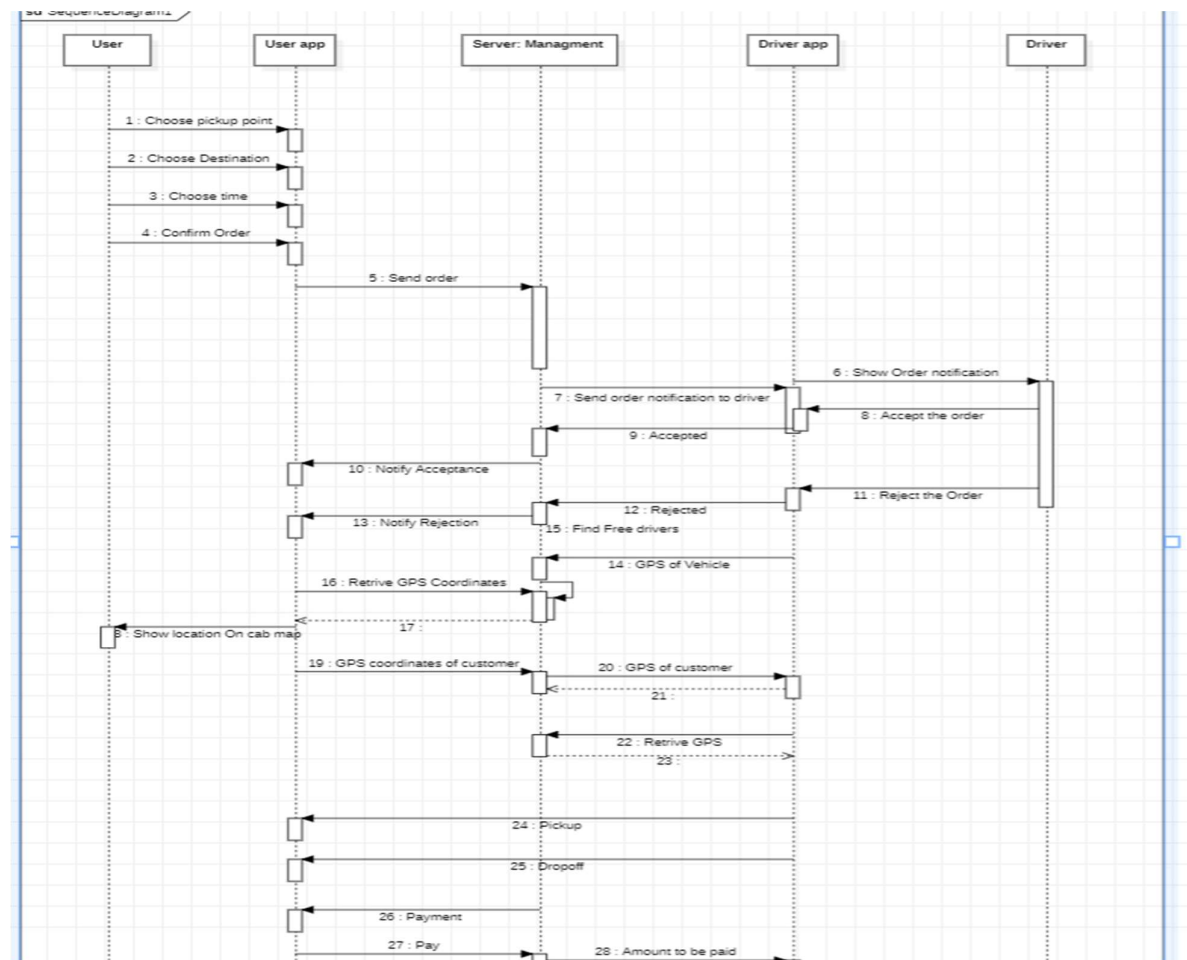 sd SequenceDiagram1
User
User app
Server: Managment
Driver app
Driver
1 : Choose pickup point
2 : Choose Destination
3 : Choose time
4 : Confirm Order
5 : Send order
6 : Show Order notification
7 : Send order notification to driver
8 : Accept the order
9 : Accepted
10 : Notify Acceptance
11 : Reject the Order
12 : Rejected
13 : Notify Rejection
15 : Find Free drivers
14 : GPS of Vehicle
16 : Retrive GPS Coordinates
17 :
8 : Show location On cab map
19 : GPS coordinates of customer
20 : GPS of customer
21 :
22 : Retrive GPS
23 :
24 : Pickup
25 : Dropoff
26 : Payment
27 : Pay
28 : Amount to be paid